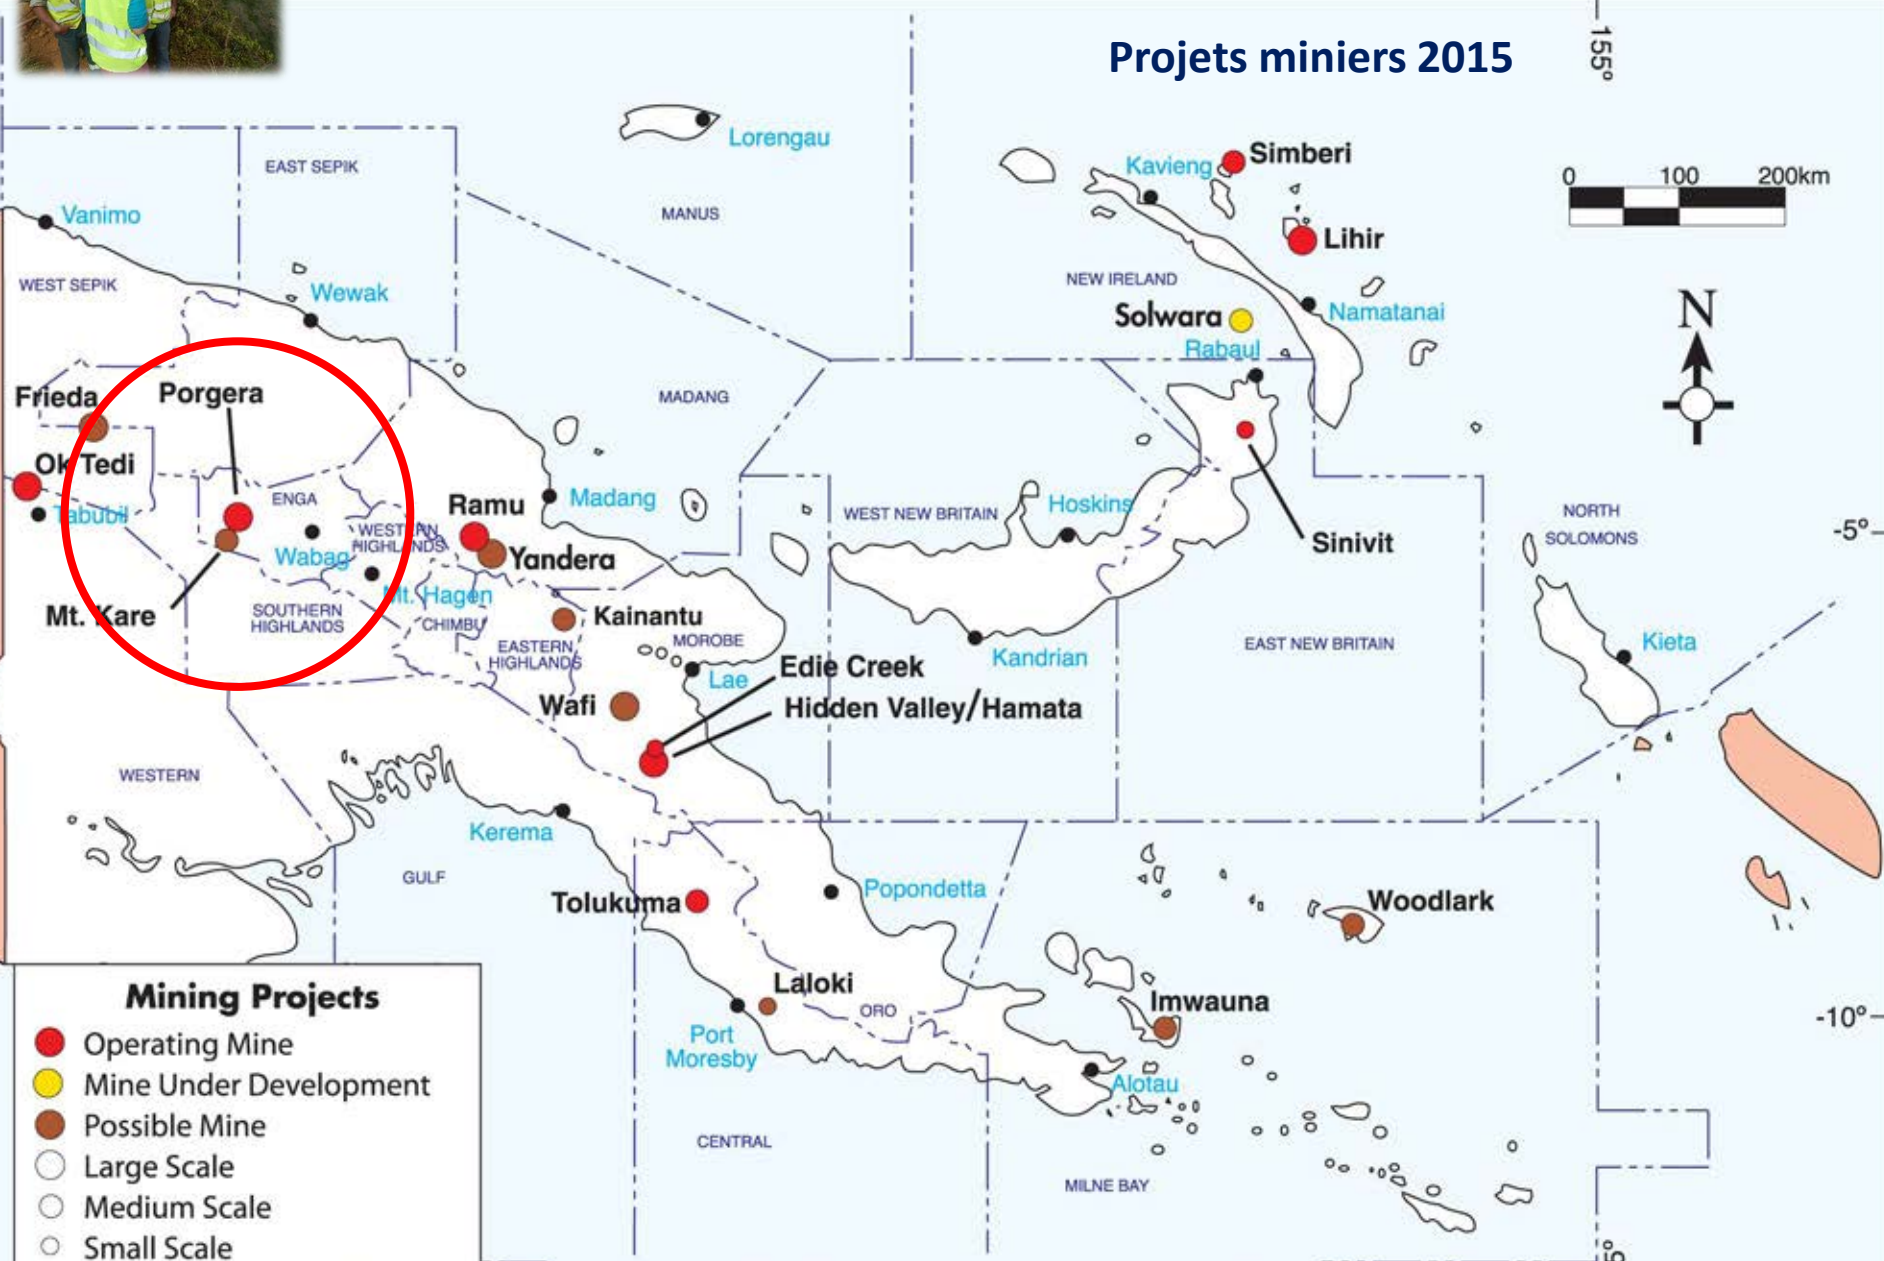 Projets miniers 2015
155°
Lorengau
Kavieng
Simberi
EAST SEPIK
0 100 200km
Vanimo
MANUS
Lihir
WEST SEPIK
NEW IRELAND
Wewak
Solwara
Namatanai
N
Rabaul
Frieda
Porgera
MADANG
Ok Tedi
ENGA
Ramu
Madang
WEST NEW BRITAIN
Hoskins
NORTH
SOLOMONS
Tabubil
WESTERN
HIGHLANDS
-5°
Wabag
Yandera
Sinivit
Mt. Hagen
Mt. Kare
SOUTHERN
HIGHLANDS
CHIMBU
Kainantu
EASTERN
HIGHLANDS
MOROBE
EAST NEW BRITAIN
Kieta
Kandrian
Edie Creek
Lae
Wafi
Hidden Valley/Hamata
WESTERN
Kerema
GULF
Popondetta
Tolukuma
Woodlark
Laloki
Imwauna
ORO
-10°
Port
Moresby
Alotau
CENTRAL
MILNE BAY
Mining Projects
Operating Mine
Mine Under Development
Possible Mine
Large Scale
Medium Scale
Small Scale